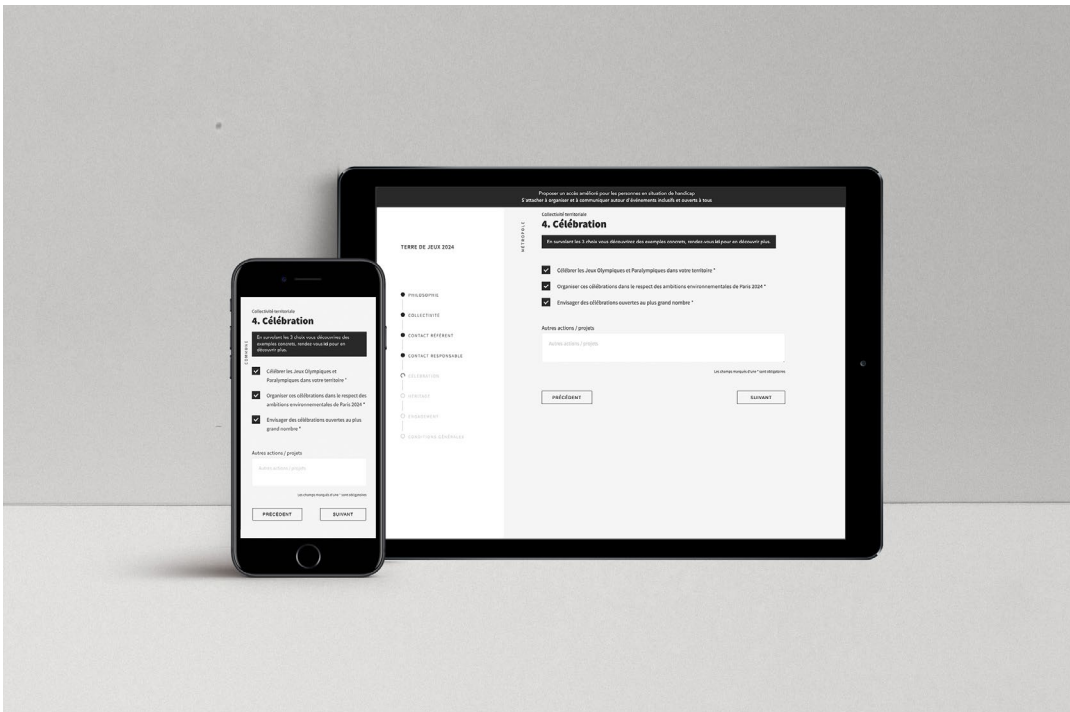 Collectivité territoriale
4. Célébration
COMMUNE
En survolant les 3 choix vous découvrirez des
exemples concrets, rendez-vous ici pour en
découvrir plus.
Célébrer les Jeux Olympiques et
Paralympiques dans votre territoire *
Organiser ces célébrations dans le respect des
ambitions environnementales de Paris 2024 *
Envisager des célébrations ouvertes au plus
grand nombre *
Autres actions / projets
Autres actions / projets
Les champs marqués d'une * sont obligatoires
PRÉCÉDENT
SUIVANT
Proposer un accès amélioré pour les personnes en situation de handicap
S'attacher à organiser et à communiquer autour d'événements inclusifs et ouverts à tous
TERRE DE JEUX 2024
PHILOSOPHIE
COLLECTIVITÉ
CONTACT RÉFÉRENT
CONTACT RESPONSABLE
CÉLÉBRATION
HÉRITAGE
ENGAGEMENT
CONDITIONS GÉNÉRALES
MÉTROPOLE
Collectivité territoriale
4. Célébration
En survolant les 3 choix vous découvrirez des exemples concrets, rendez-vous ici pour en découvrir plus.
Célébrer les Jeux Olympiques et Paralympiques dans votre territoire *
Organiser ces célébrations dans le respect des ambitions environnementales de Paris 2024 *
Envisager des célébrations ouvertes au plus grand nombre *
Autres actions / projets
Autres actions / projets
Les champs marqués d'une * sont obligatoires
PRÉCÉDENT
SUIVANT